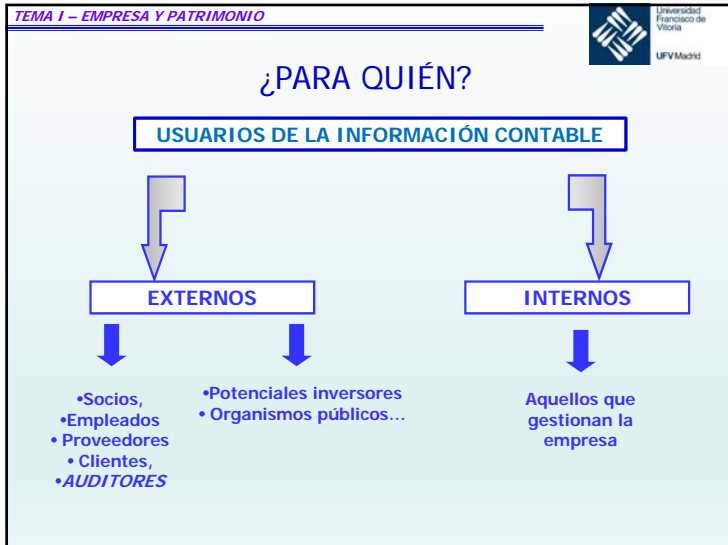 TEMA I – EMPRESA Y PATRIMONIO
Universidad
Francisco de
Vitoria
UFV Madrid
¿PARA QUIÉN?
USUARIOS DE LA INFORMACIÓN CONTABLE
EXTERNOS
INTERNOS
•Socios,
•Empleados
• Proveedores
• Clientes,
•AUDITORES
•Potenciales inversores
• Organismos públicos…
Aquellos que
gestionan la
empresa